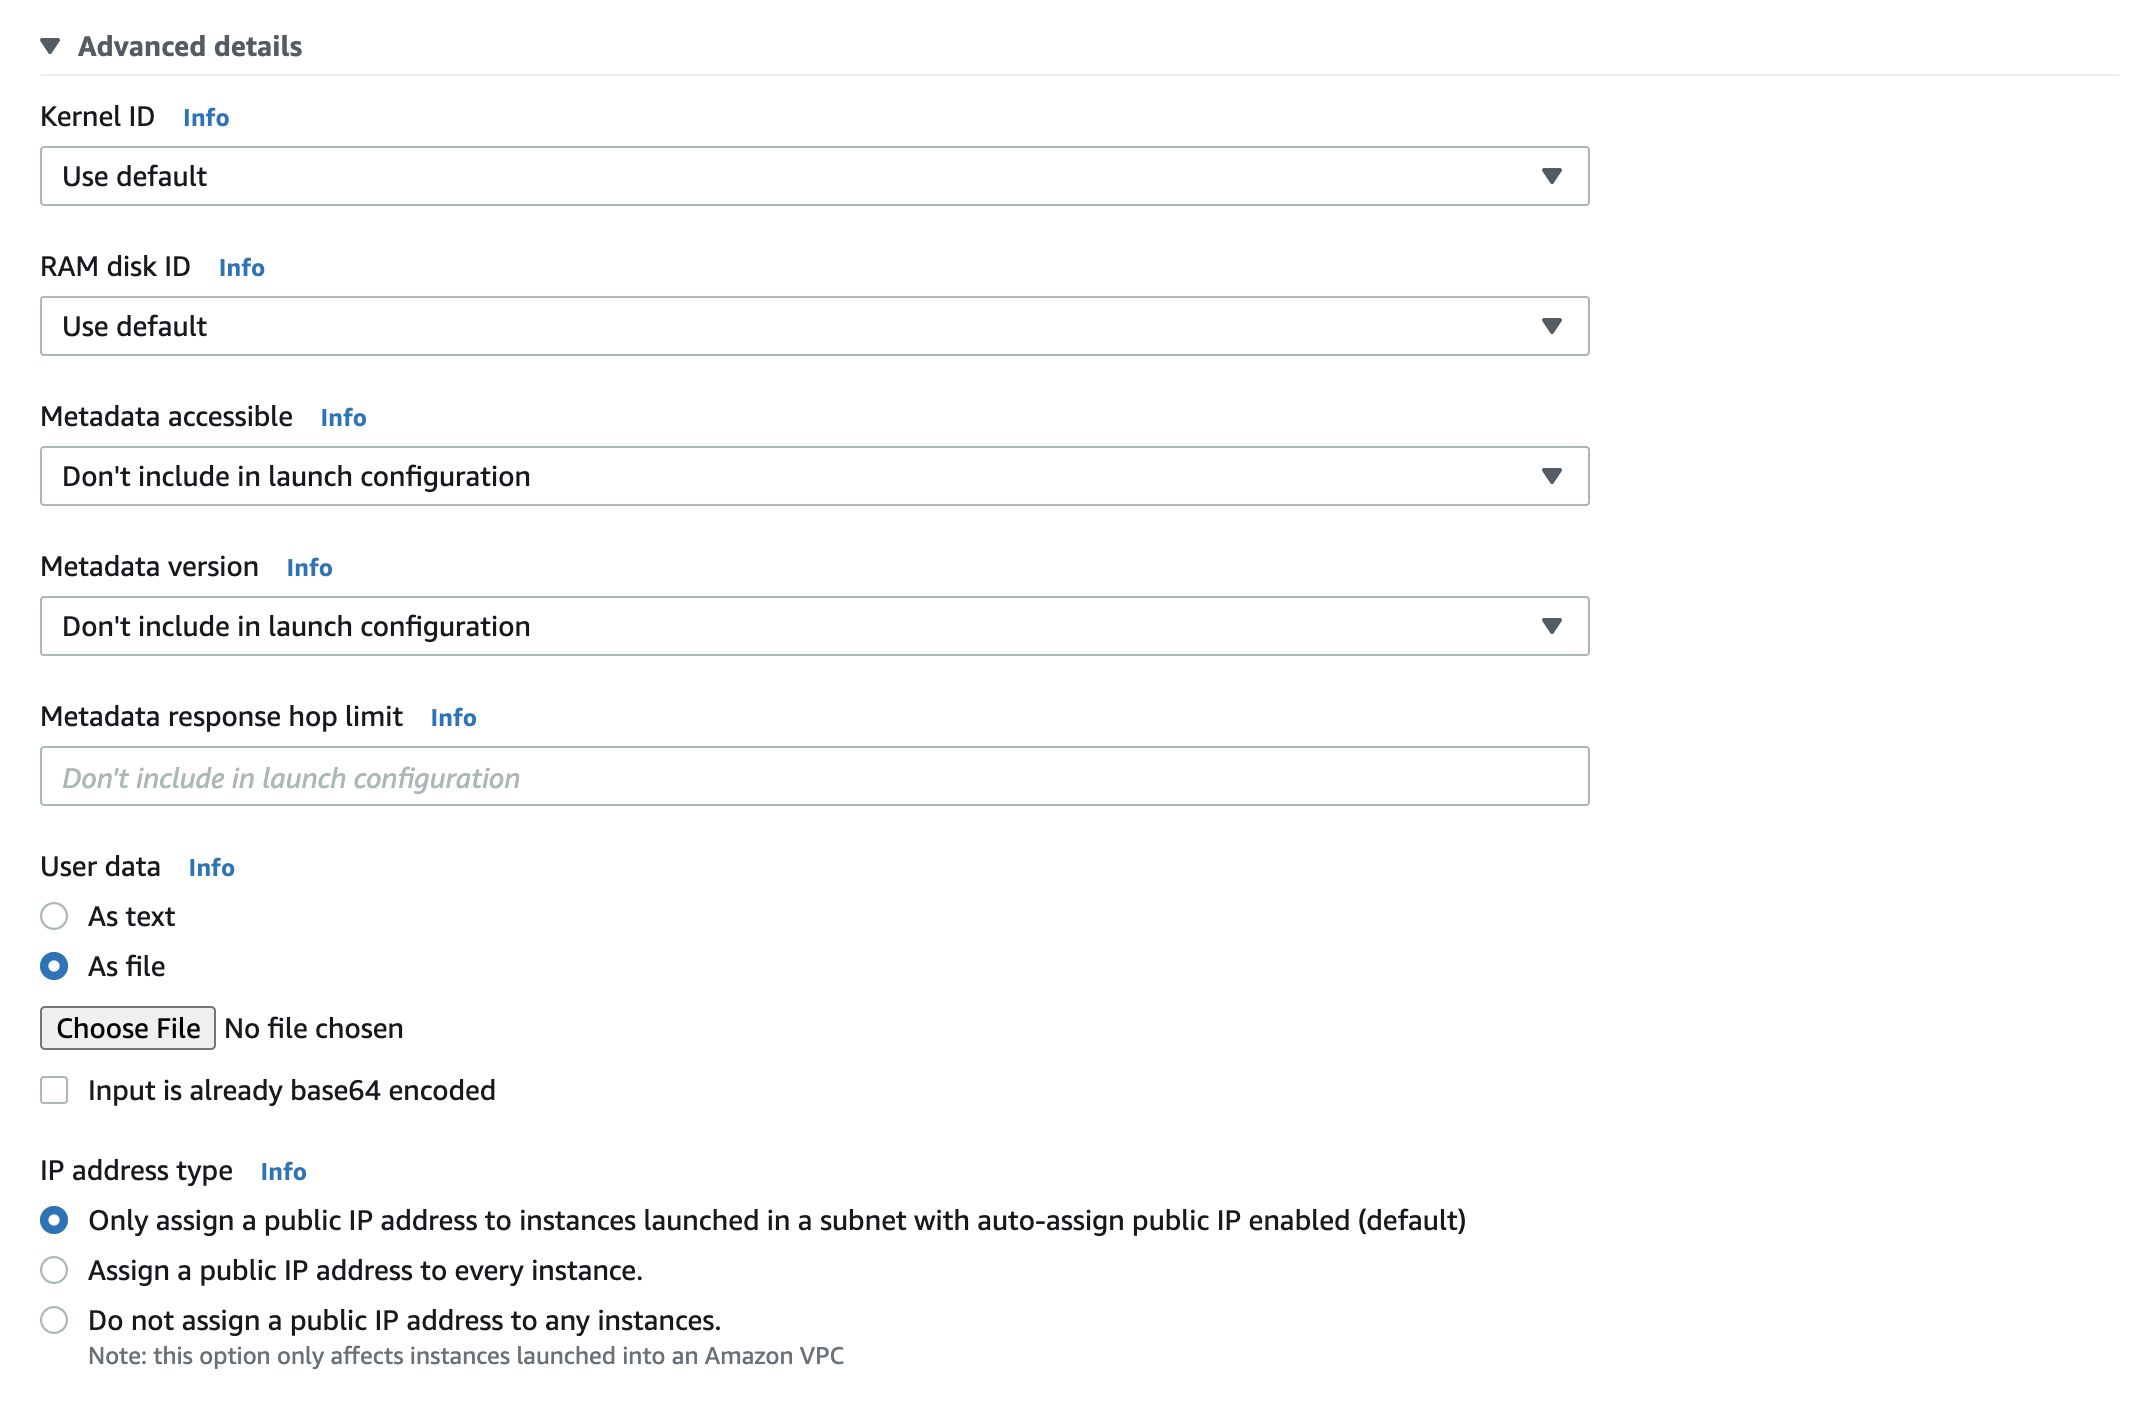 Advanced details
Kernel ID Info
Use default
RAM disk ID Info
Use default
Metadata accessible Info
Don't include in launch configuration
Metadata version Info
Don't include in launch configuration
Metadata response hop limit Info
Don't include in launch configuration
User data Info
As text
As file
Choose File No file chosen
Input is already base64 encoded
IP address type Info
Only assign a public IP address to instances launched in a subnet with auto-assign public IP enabled (default)
Assign a public IP address to every instance.
Do not assign a public IP address to any instances.
Note: this option only affects instances launched into an Amazon VPC